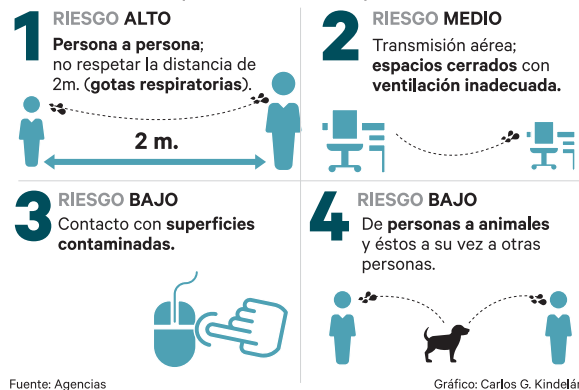 1 RIESGO ALTO
Persona a persona;
no respetar la distancia de
2m. (gotas respiratorias).
2 m.
2 RIESGO MEDIO
Transmisión aérea;
espacios cerrados con
ventilación inadecuada.
3 RIESGO BAJO
Contacto con superficies
contaminadas.
4 RIESGO BAJO
De personas a animales
y éstos a su vez a otras
personas.
Fuente: Agencias
Gráfico: Carlos G. Kindelán